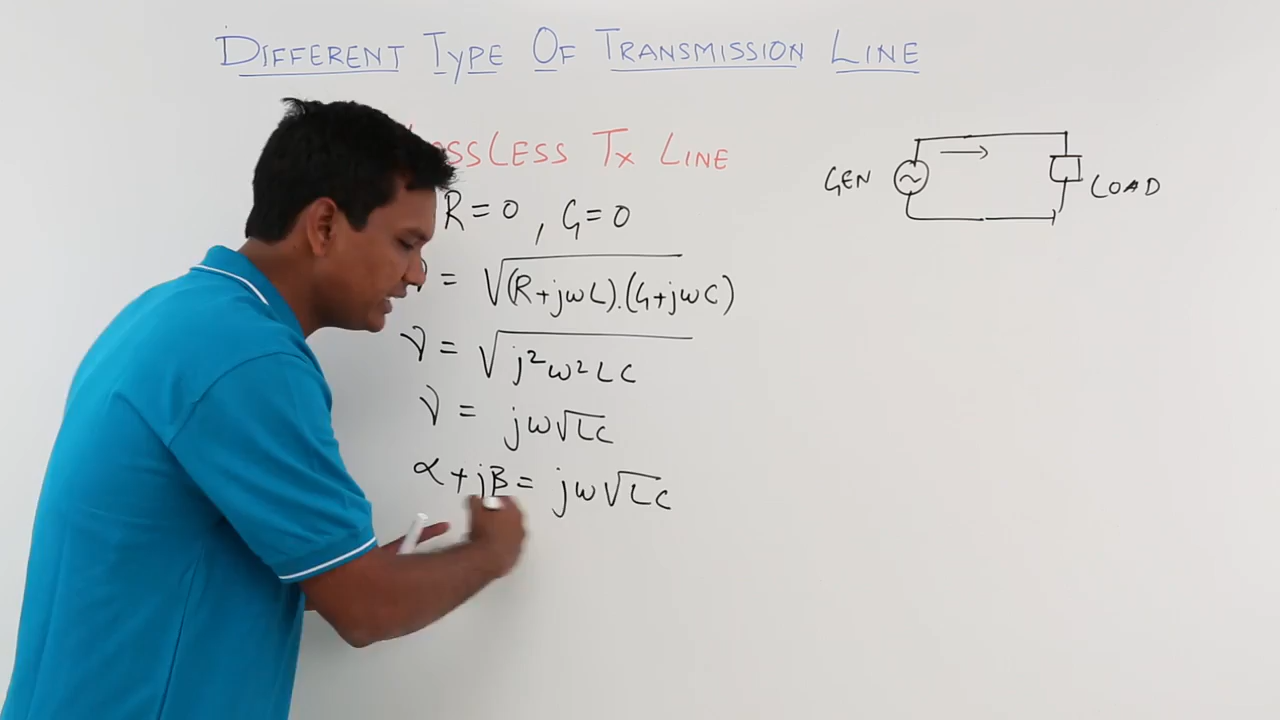 DIFFERENT TYPE OF TRANSMISSION LINE
LOSSLESS Tx LINE
R=0 , G=0
= √(R+jωL).(G+jωC)
γ = √j²ω²LC
γ = jω√LC
α+jβ = jω√LC
GEN
LOAD